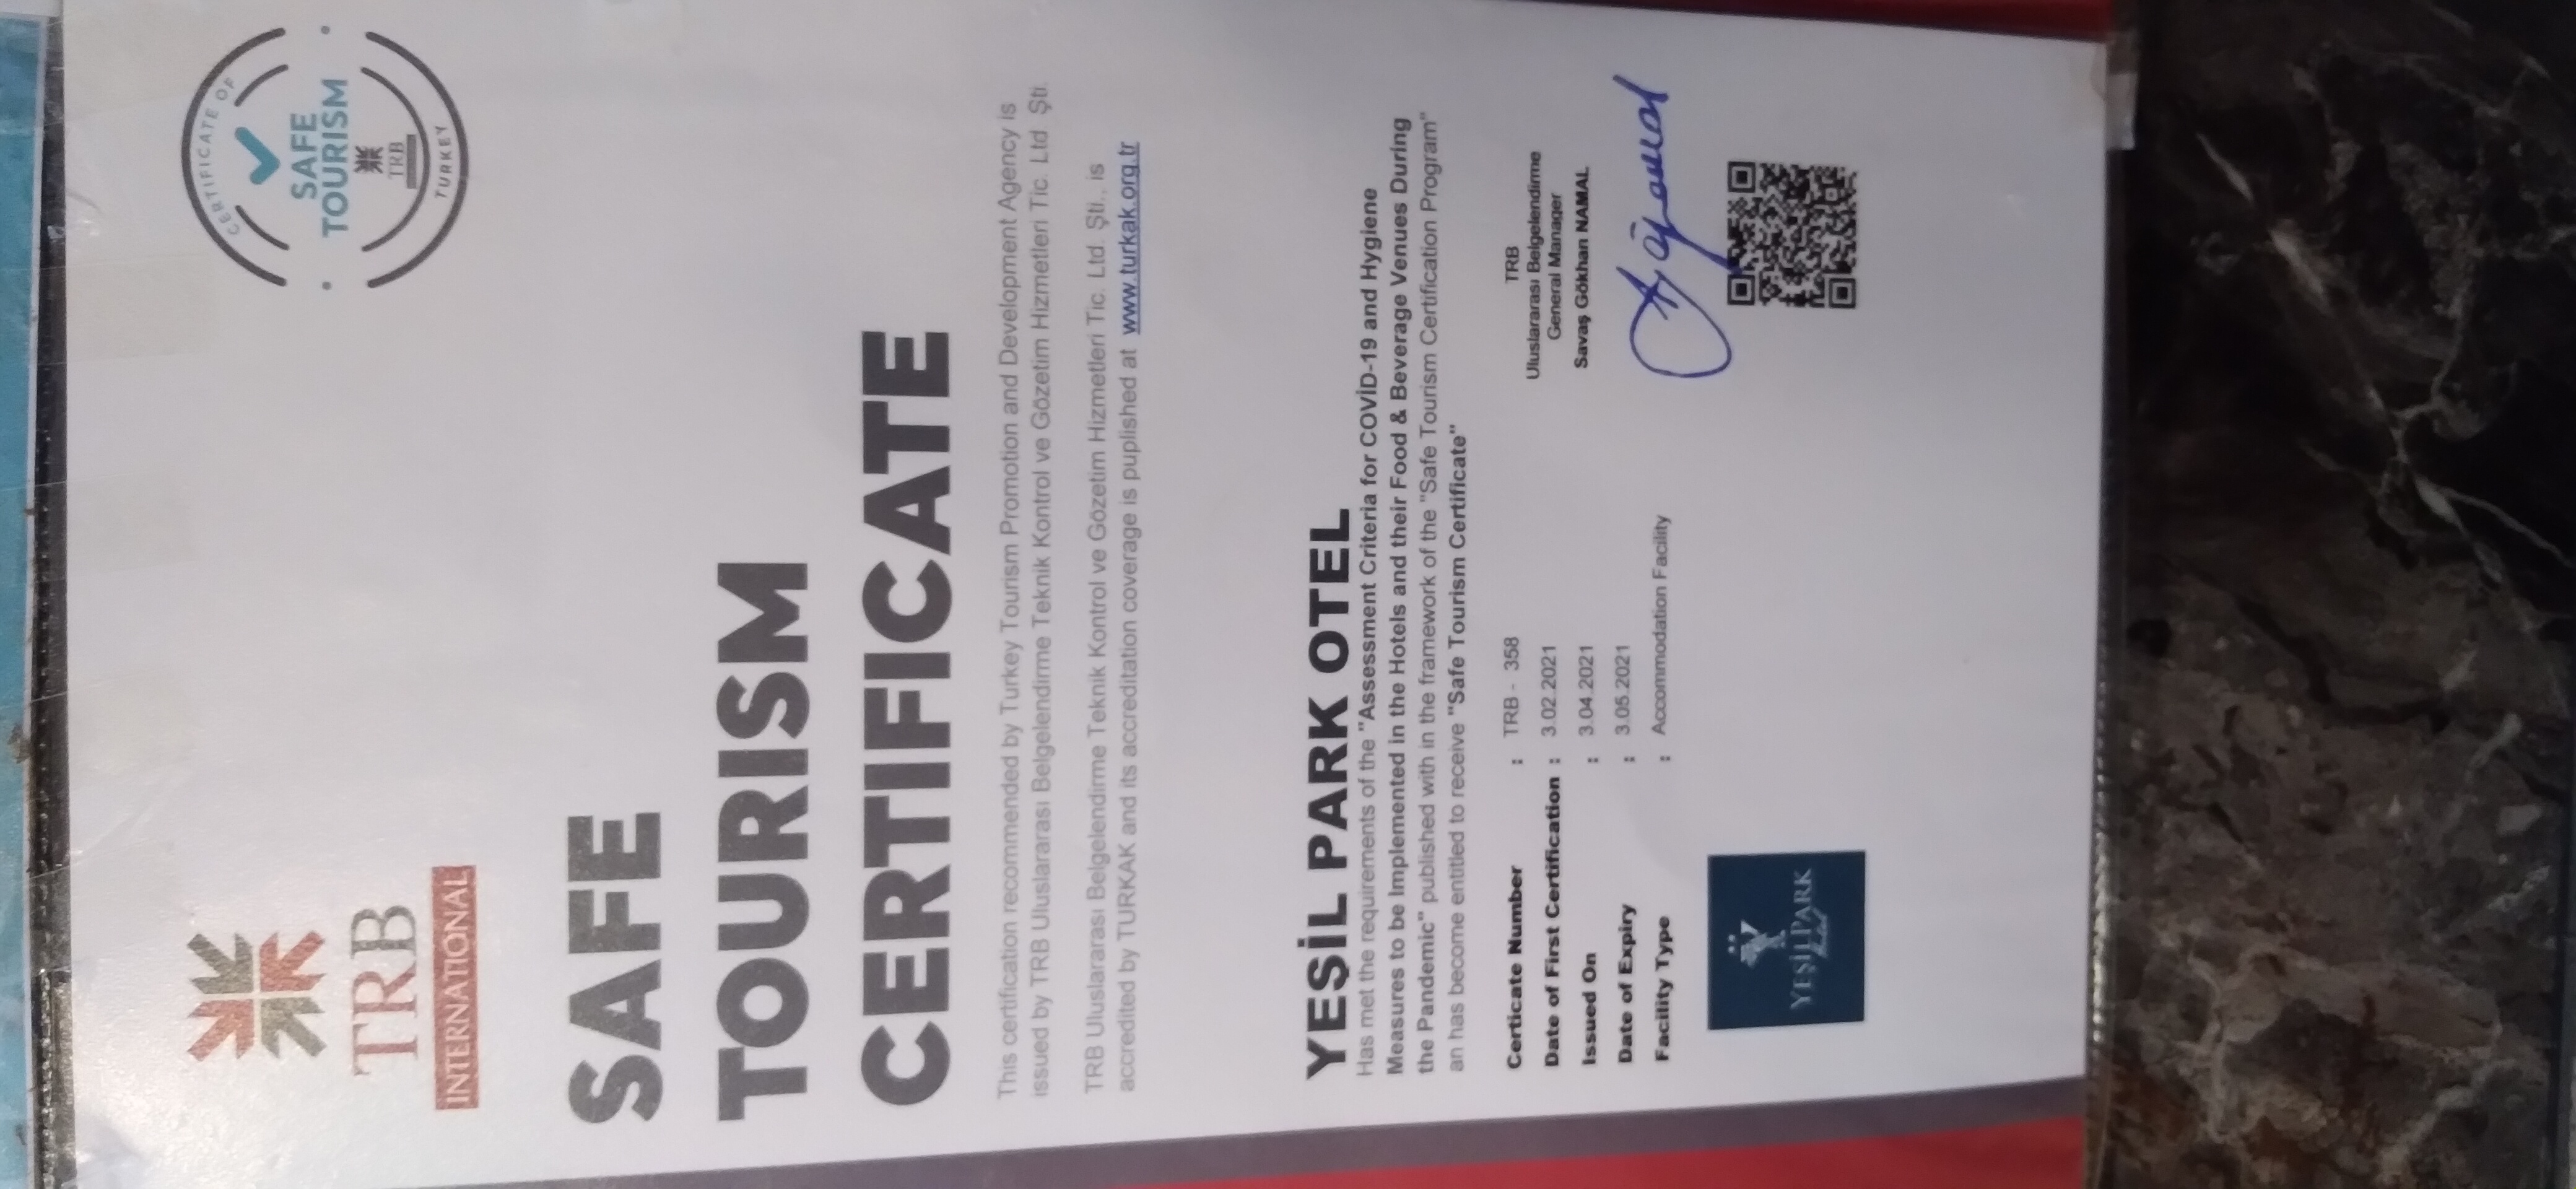 TRB
INTERNATIONAL
CERTIFICATE OF
SAFE
TOURISM
TRB
TURKEY
SAFE
TOURISM
CERTIFICATE
This certification recommended by Turkey Tourism Promotion and Development Agency is
issued by TRB Uluslararası Belgelendirme Teknik Kontrol ve Gözetim Hizmetleri Tic. Ltd Şti.
TRB Uluslararası Belgelendirme Teknik Kontrol ve Gözetim Hizmetleri Tic. Ltd. Şti., is
accredited by TURKAK and its accreditation coverage is puplished at www.turkak.org.tr
YEŞİL PARK OTEL
Has met the requirements of the "Assessment Criteria for COVİD-19 and Hygiene
Measures to be Implemented in the Hotels and their Food & Beverage Venues During
the Pandemic" published with in the framework of the "Safe Tourism Certification Program"
an has become entitled to receive "Safe Tourism Certificate"
Certicate Number : TRB - 358
Date of First Certification : 3.02.2021
Issued On : 3.04.2021
Date of Expiry : 3.05.2021
Facility Type : Accommodation Facility
TRB
Uluslararası Belgelendirme
General Manager
Savaş Gökhan NAMAL
YEŞİLPARK